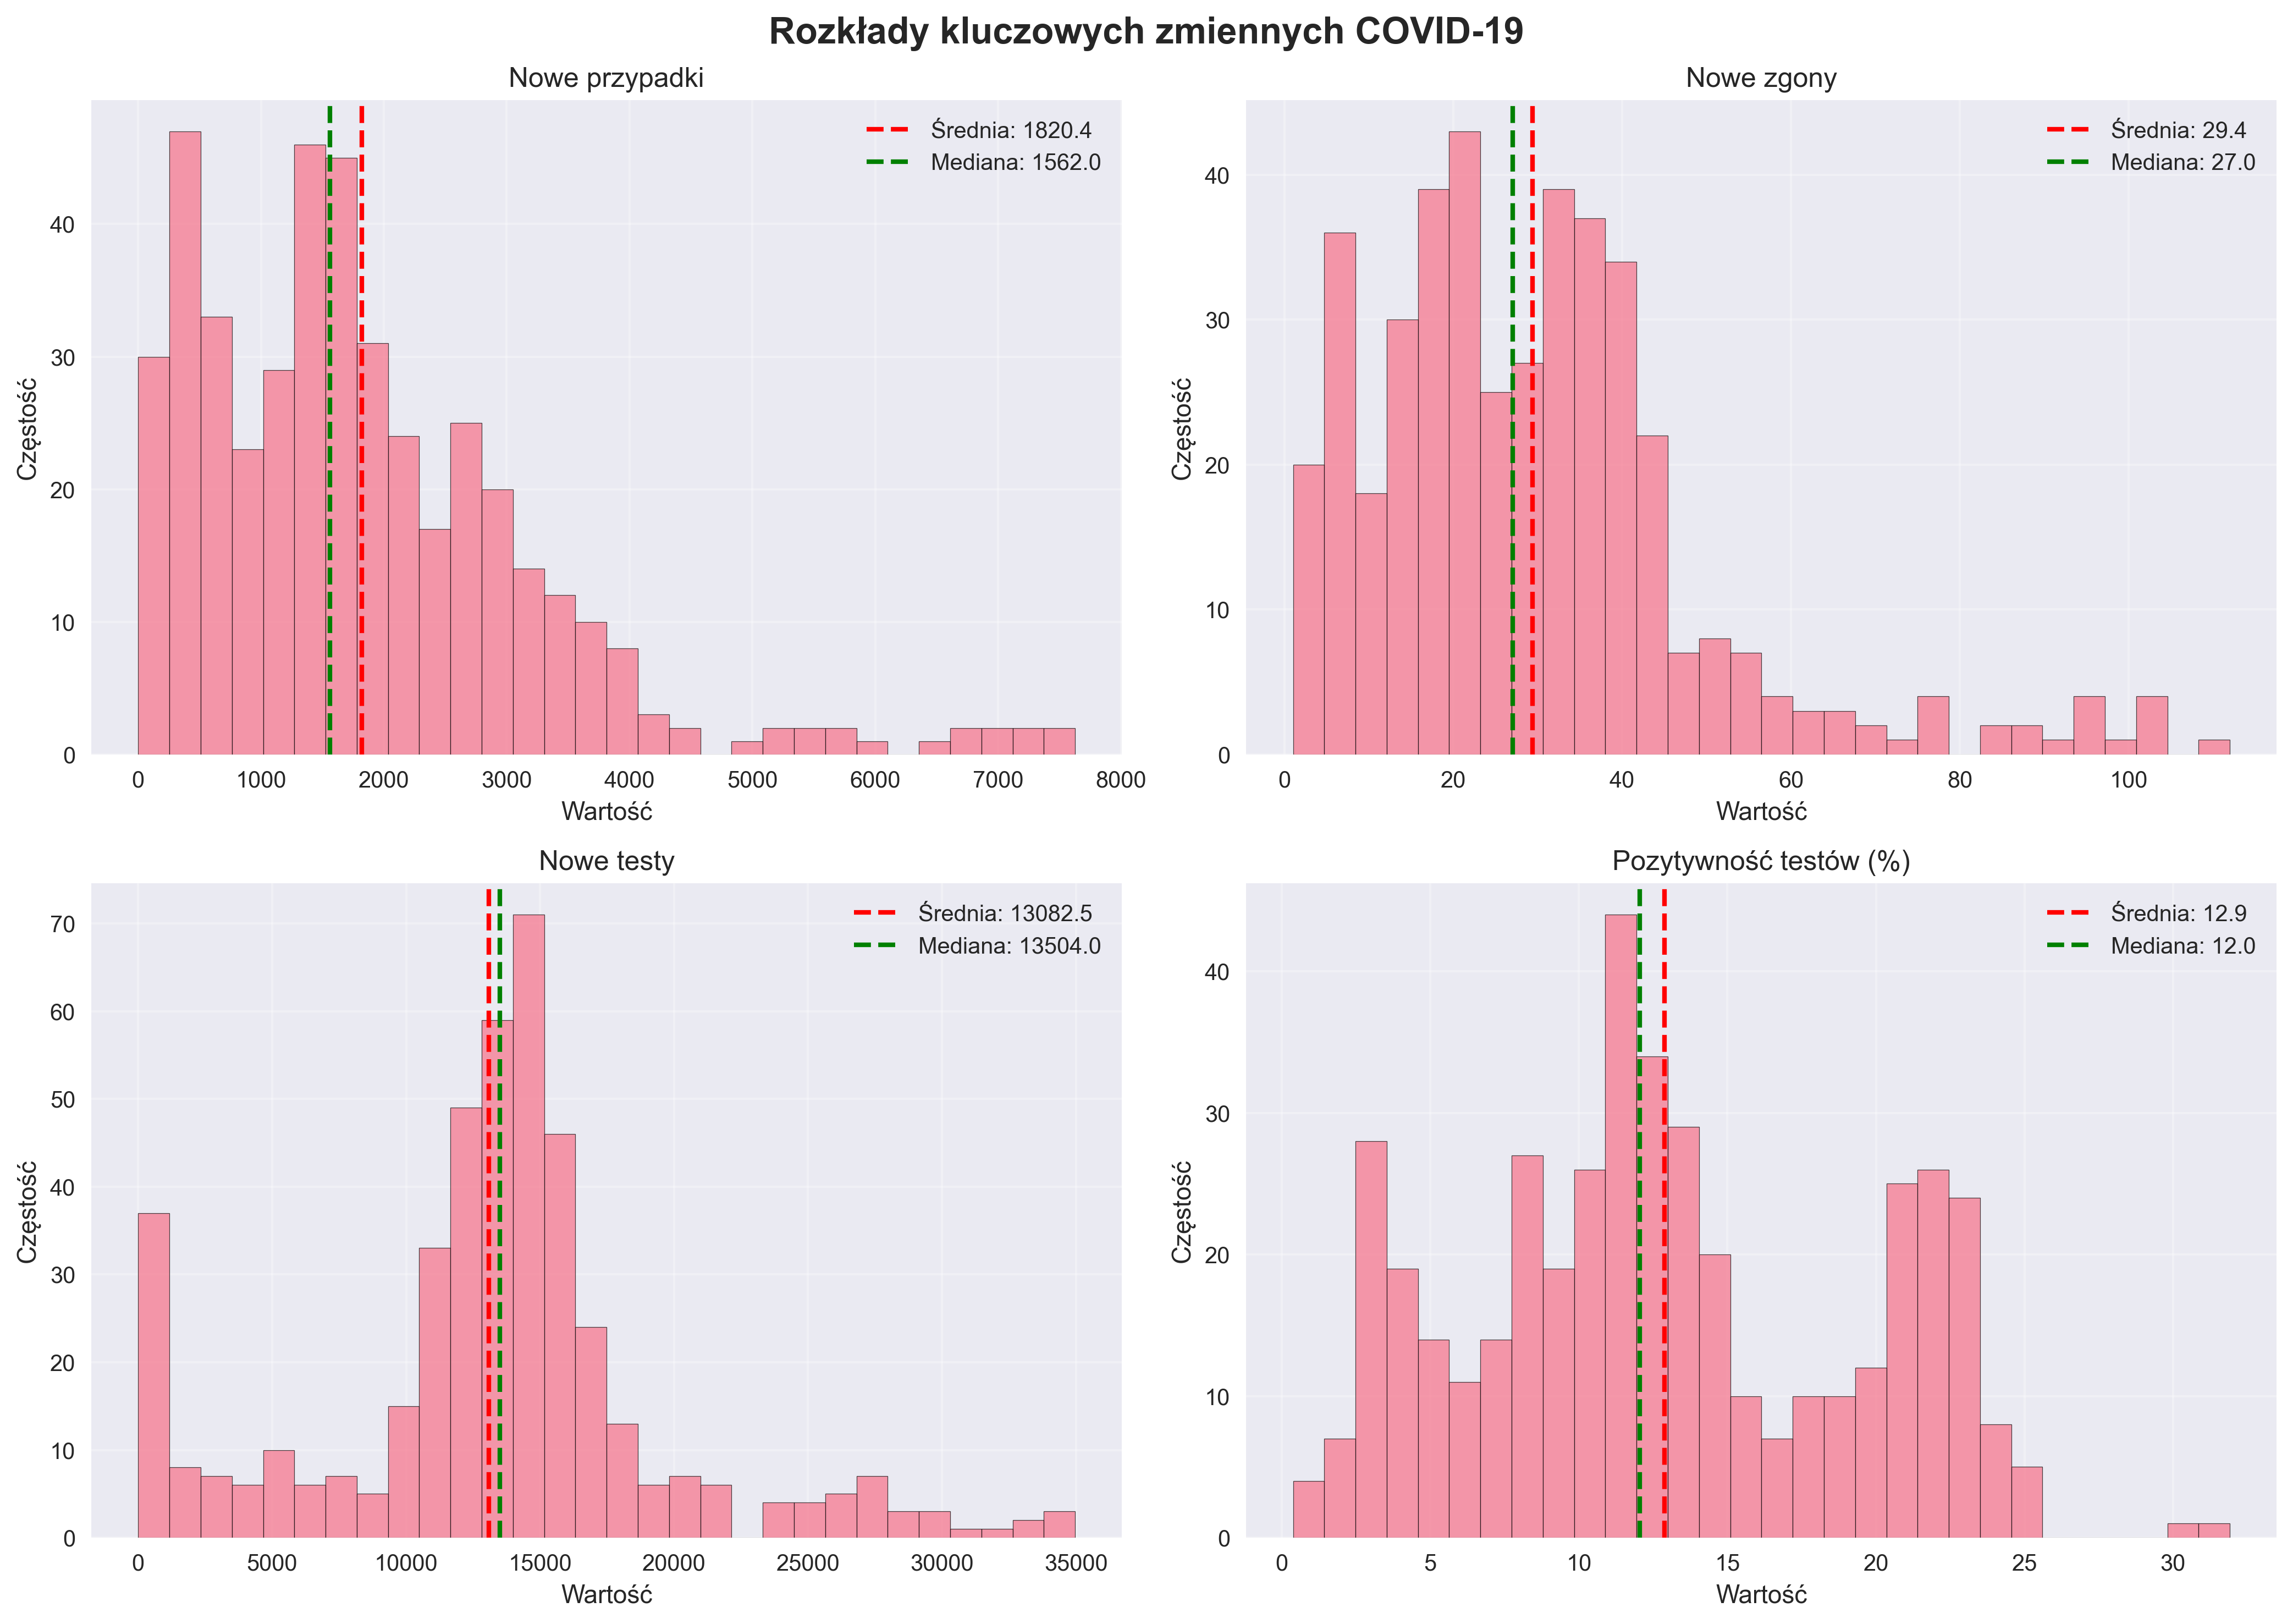 Rozkłady kluczowych zmiennych COVID-19
Nowe przypadki
Średnia: 1820.4
Mediana: 1562.0
Częstość
40
30
20
10
0
0 1000 2000 3000 4000 5000 6000 7000 8000
Wartość
Nowe zgony
Średnia: 29.4
Mediana: 27.0
Częstość
40
30
20
10
0
0 20 40 60 80 100
Wartość
Nowe testy
Średnia: 13082.5
Mediana: 13504.0
Częstość
70
60
50
40
30
20
10
0
0 5000 10000 15000 20000 25000 30000 35000
Wartość
Pozytywność testów (%)
Średnia: 12.9
Mediana: 12.0
Częstość
40
30
20
10
0
0 5 10 15 20 25 30
Wartość